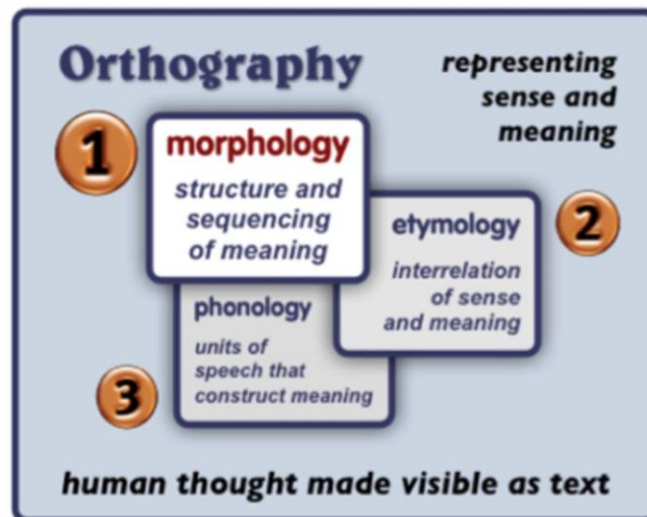 Orthography
representing
sense and
meaning
1
morphology
structure and
sequencing
of meaning
2
etymology
interrelation
of sense
and meaning
3
phonology
units of
speech that
construct meaning
human thought made visible as text